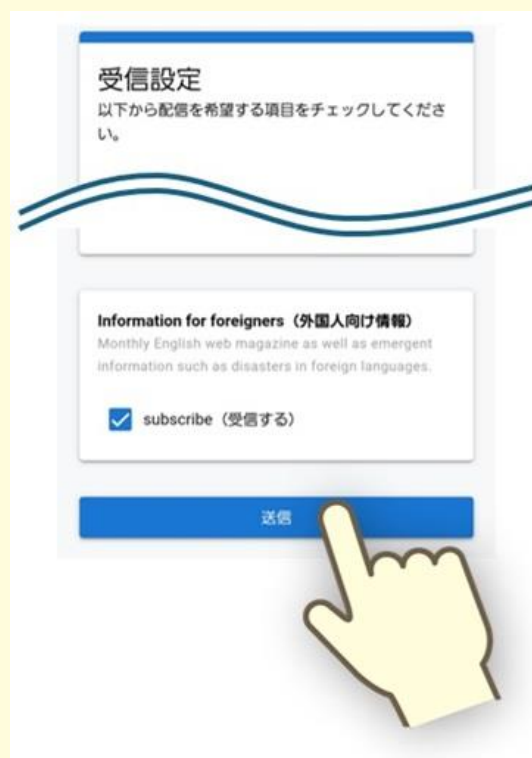 受信設定
以下から配信を希望する項目をチェックしてくださ
い。
Information for foreigners（外国人向け情報）
Monthly English web magazine as well as emergent
information such as disasters in foreign languages.
subscribe（受信する）
送信